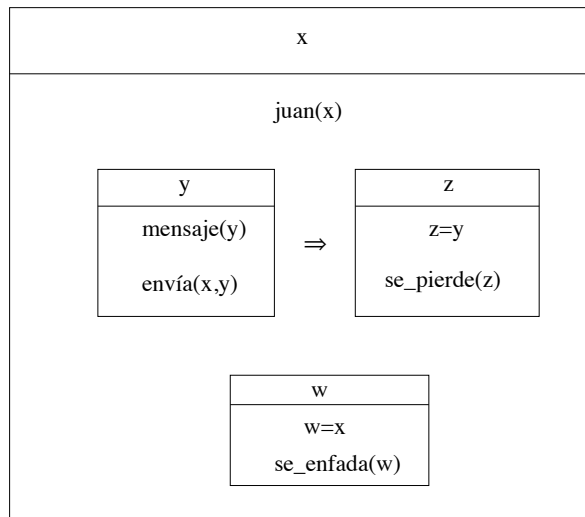 x
juan(x)
y
mensaje(y)
envía(x,y)
⇒
z
z=y
se_pierde(z)
w
w=x
se_enfada(w)